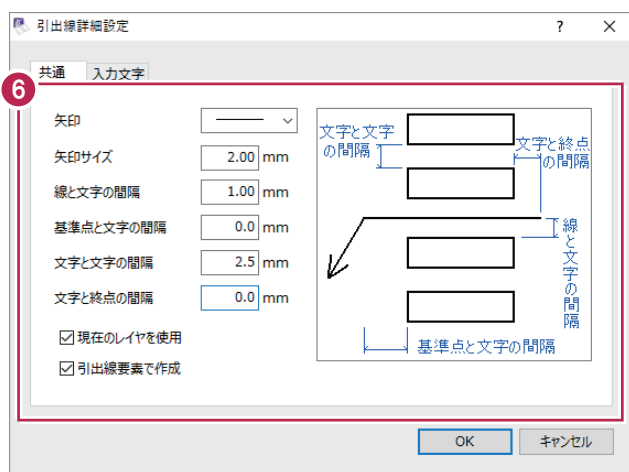 引出線詳細設定 ? ×
共通 入力文字
6
矢印
矢印サイズ 2.00 mm
線と文字の間隔 1.00 mm
基準点と文字の間隔 0.0 mm
文字と文字の間隔 2.5 mm
文字と終点の間隔 0.0 mm
現在のレイヤを使用
引出線要素で作成
文字と文字
の間隔
文字と終点
の間隔
線と文字の間隔
基準点と文字の間隔
OK キャンセル